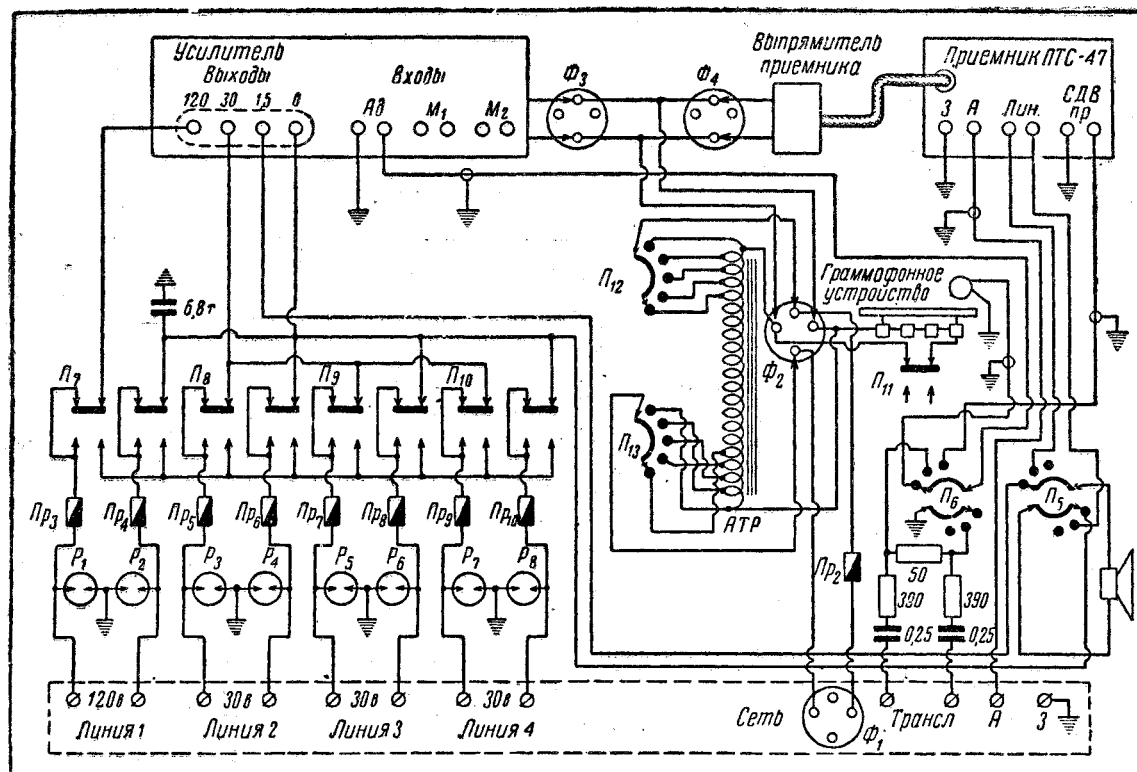 Усилитель
Выходы
120 30 1,5 0
Входы
Ад М1 М2
Ф3
Ф4
Выпрямитель
приемника
Приемник ПТС-47
З А Лин. СДВ
пр
6,8т
П12
П13
АТР
Ф2
Граммофонное
устройство
П11
П7 П8 П9 П10
П6 П5
Пр3 Пр4 Пр5 Пр6 Пр7 Пр8 Пр9 Пр10
Р1 Р2 Р3 Р4 Р5 Р6 Р7 Р8
Пр2
50
390 390
0,25 0,25
120в 30в 30в 30в
Линия 1 Линия 2 Линия 3 Линия 4
Сеть Ф1 Трансл А З